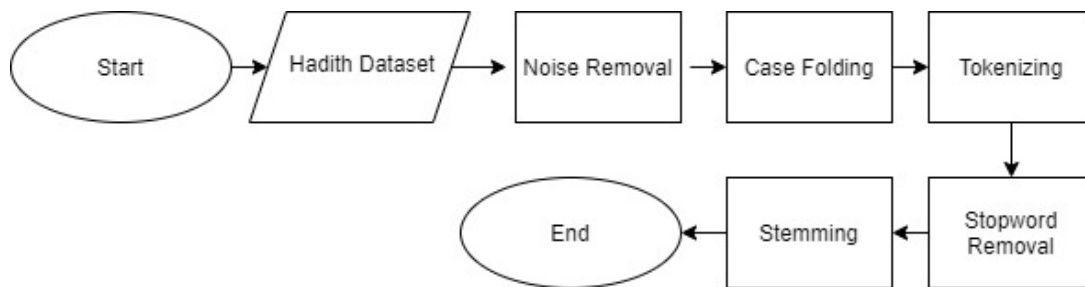 Start
Hadith Dataset
Noise Removal
Case Folding
Tokenizing
Stopword
Removal
Stemming
End